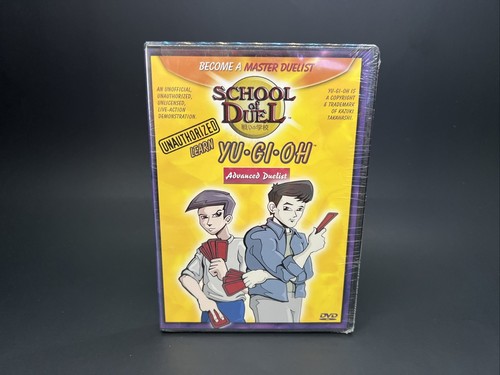 BECOME A MASTER DUELIST
AN UNOFFICIAL,
UNAUTHORIZED,
UNLICENSED,
LIVE-ACTION
DEMONSTRATION.
SCHOOL
of
DUEL
YU-GI-OH IS
A COPYRIGHT
& TRADEMARK
OF KAZUKI
TAKAHASHI.
UNAUTHORIZED
LEARN
YU·GI·OH™
Advanced Duelist
DVD